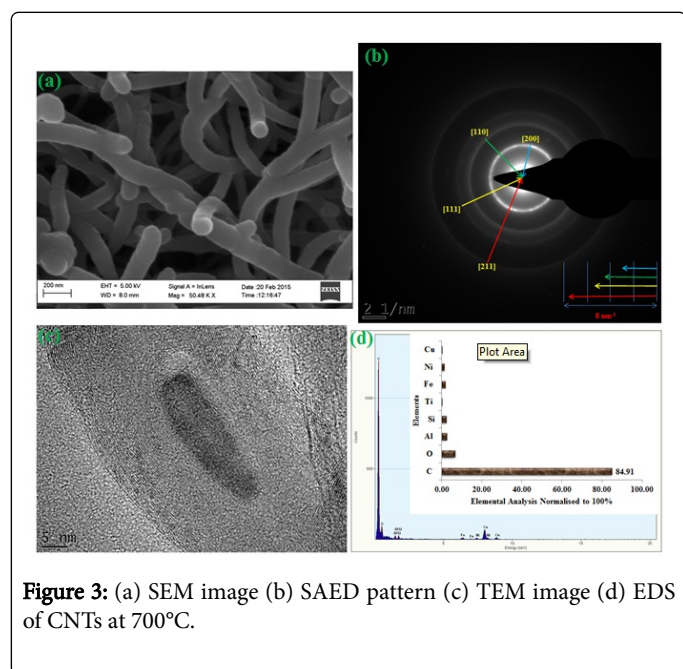 (a)
200 nm
EHT = 5.00 kV
WD = 8.0 mm
Signal A = InLens
Mag = 50.48 K X
Date :20 Feb 2015
Time :12:16:47
ZEISS
(b)
[110]
[200]
[111]
[211]
8 nm⁻¹
2 1/nm
(c)
5 nm
(d)
Plot Area
Cu
Ni
Fe
Ti
Si
Al
O
C
84.91
Elements
0.00 20.00 40.00 60.00 80.00 100.00
Elemental Analysis Normalised to 100%
Counts
1000
Energy (keV)
Figure 3: (a) SEM image (b) SAED pattern (c) TEM image (d) EDS
of CNTs at 700°C.